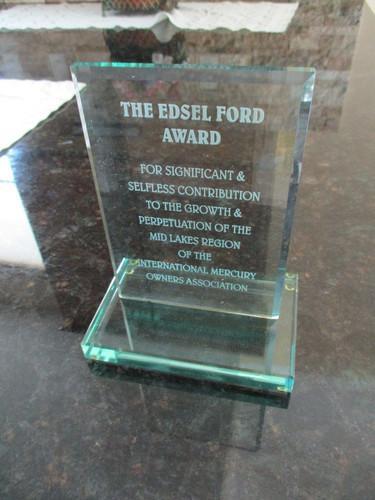 THE EDSEL FORD
AWARD
FOR SIGNIFICANT &
SELFLESS CONTRIBUTION
TO THE GROWTH &
PERPETUATION OF THE
MID LAKES REGION
OF THE
INTERNATIONAL MERCURY
OWNERS ASSOCIATION